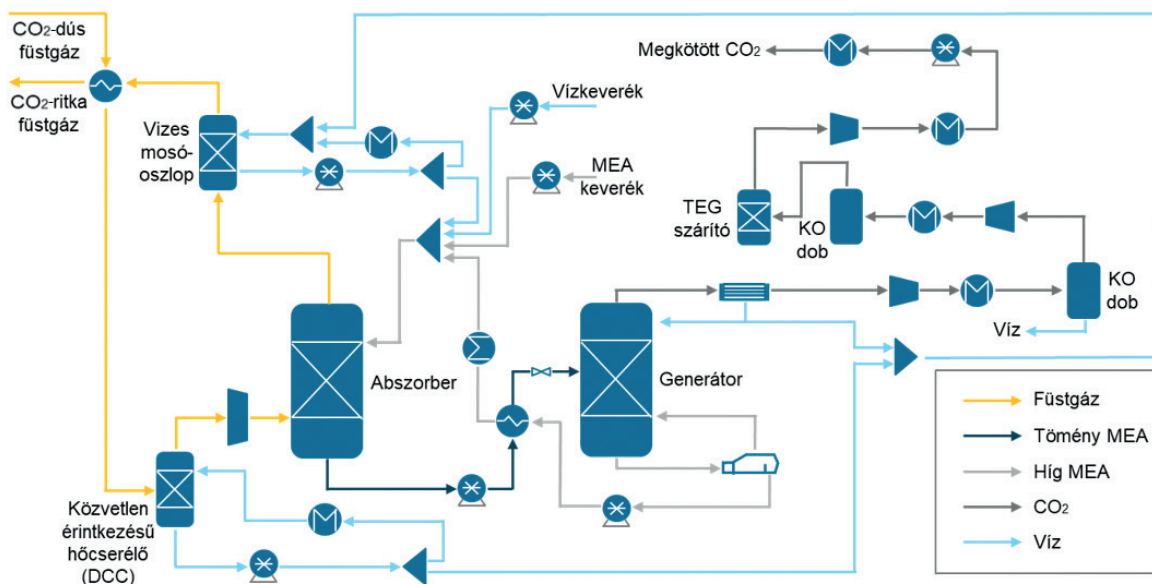 CO₂-dús
füstgáz
CO₂-ritka
füstgáz
Vizes
mosó-
oszlop
Vízkeverék
MEA
keverék
Megkötött CO₂
TEG
szárító
KO
dob
KO
dob
Víz
Abszorber
Generátor
Közvetlen
érintkezésű
hőcserélő
(DCC)
Füstgáz
Tömény MEA
Híg MEA
CO₂
Víz